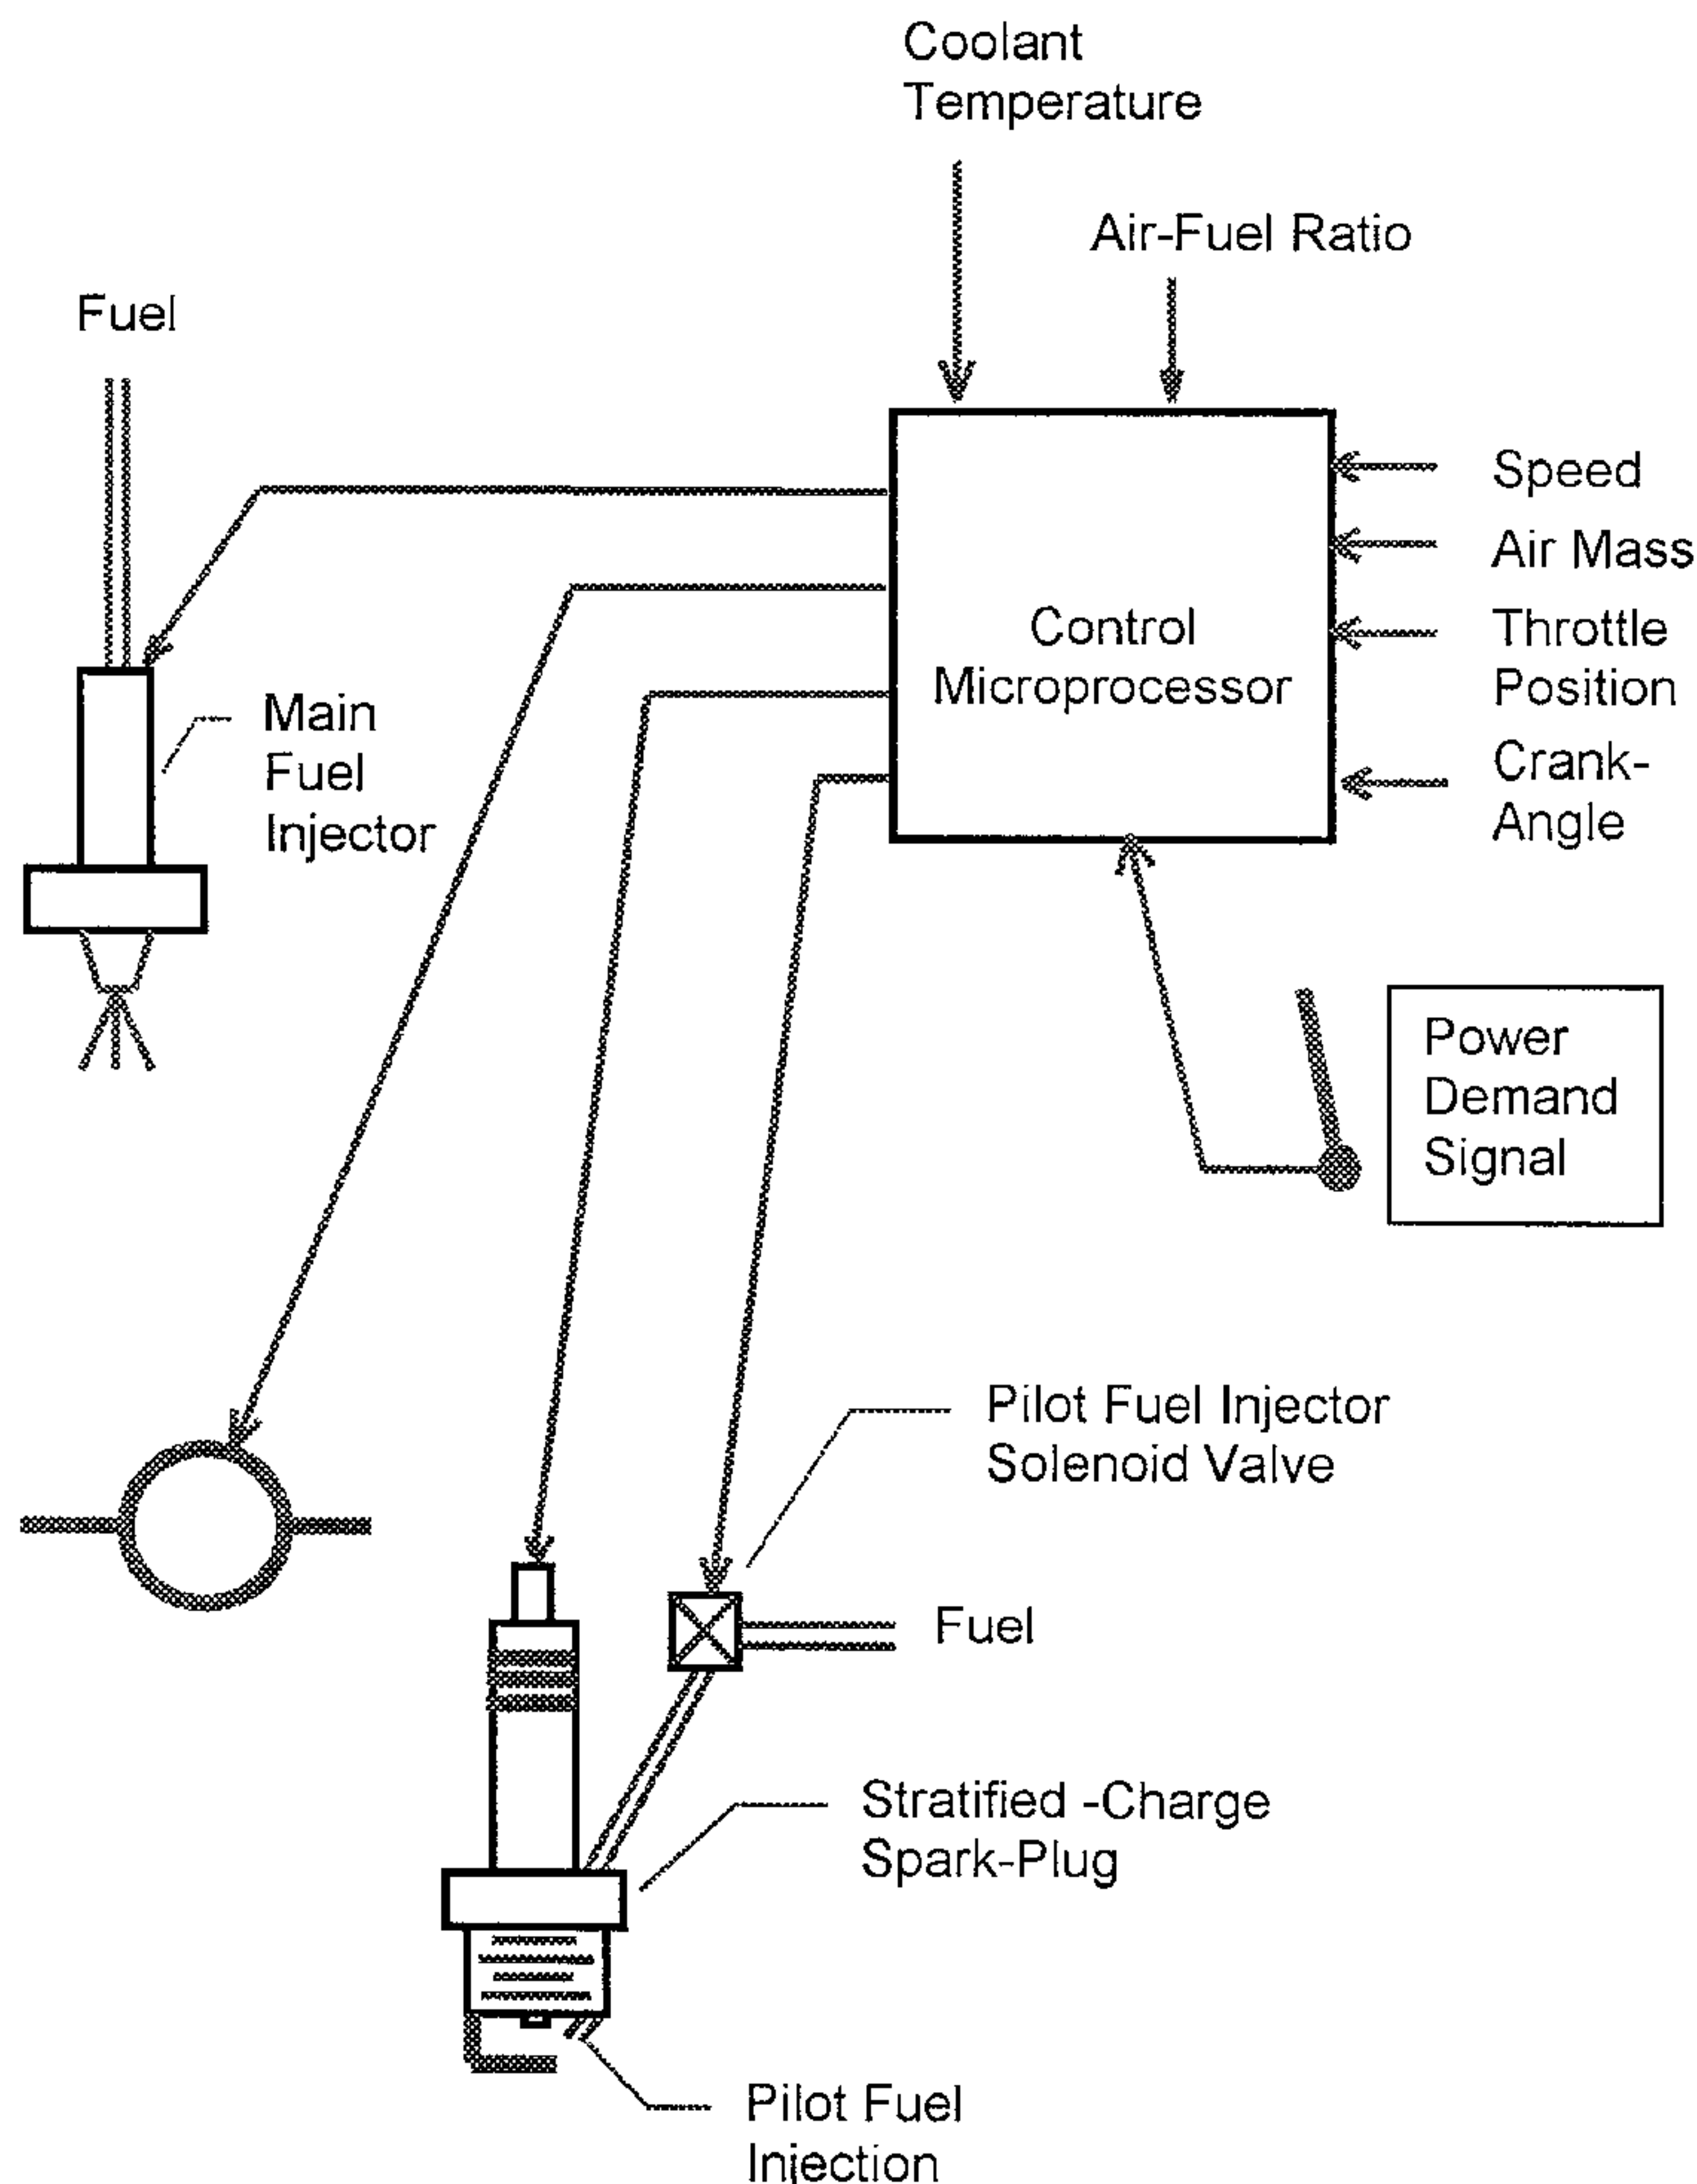 Coolant
Temperature
Air-Fuel Ratio
Fuel
Speed
Air Mass
Throttle
Position
Crank-
Angle
Control
Microprocessor
Main
Fuel
Injector
Power
Demand
Signal
Pilot Fuel Injector
Solenoid Valve
Fuel
Stratified -Charge
Spark-Plug
Pilot Fuel
Injection